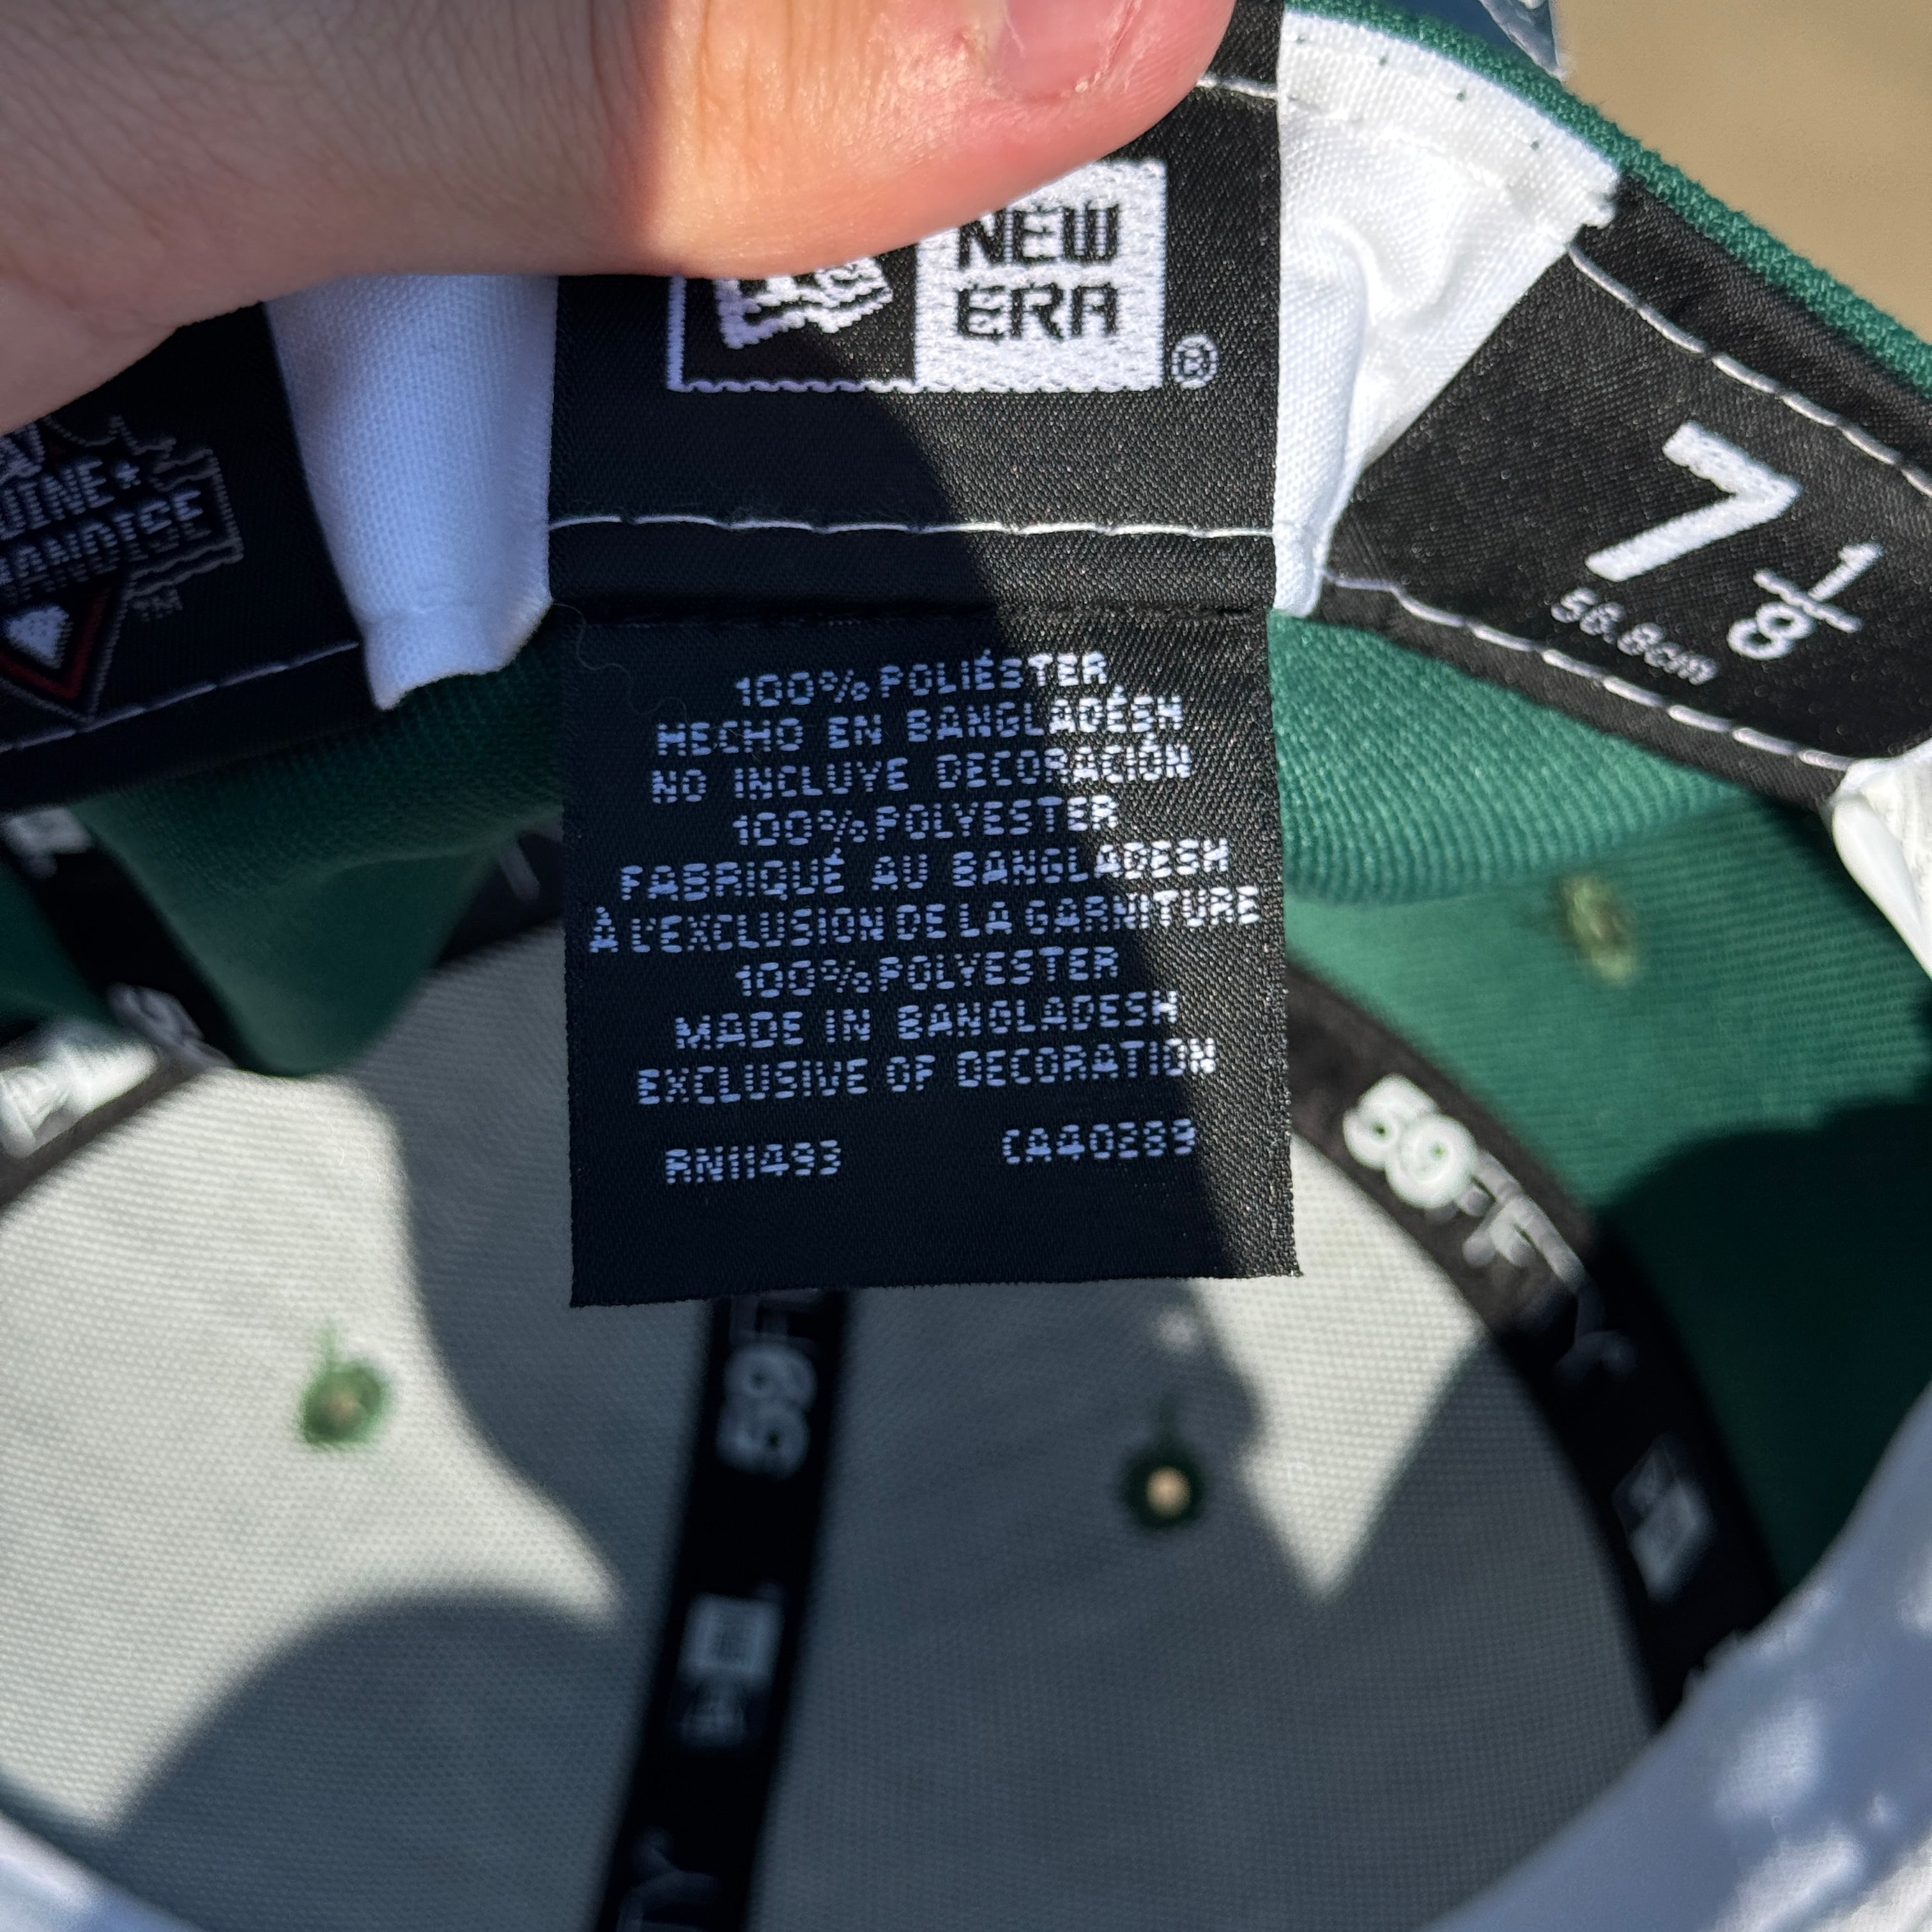 NEW
ERA
®
7 1/8
56.8cm
100% POLIÉSTER
HECHO EN BANGLADÉSH
NO INCLUYE DECORACIÓN
100% POLYESTER
FABRIQUÉ AU BANGLADESH
À L'EXCLUSION DE LA GARNITURE
100% POLYESTER
MADE IN BANGLADESH
EXCLUSIVE OF DECORATION
RN11493 CA40289
59FIFTY
59